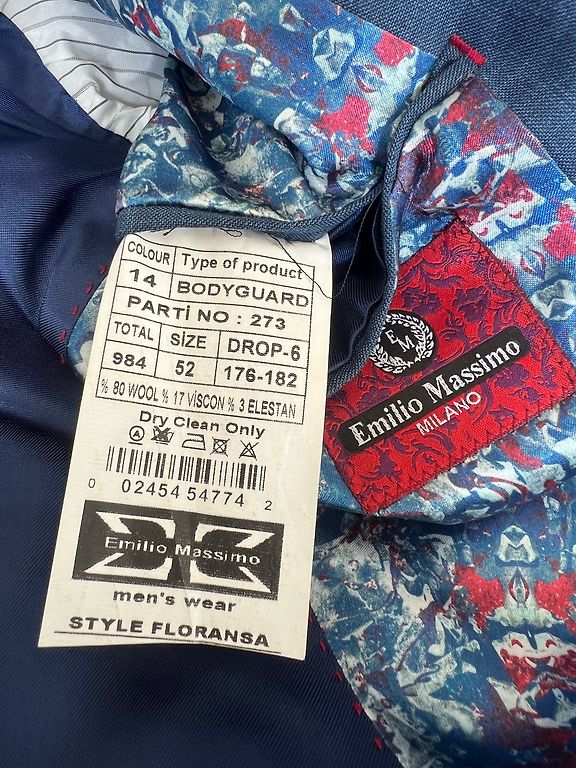 COLOUR Type of product
14 BODYGUARD
PARTİ NO : 273
TOTAL SİZE DROP-6
984 52 176-182
% 80 WOOL % 17 VİSCON % 3 ELESTAN
Dry Clean Only
A
0 02454 54774 2
Emilio Massimo
men's wear
STYLE FLORANSA
EM
Emilio Massimo
MILANO